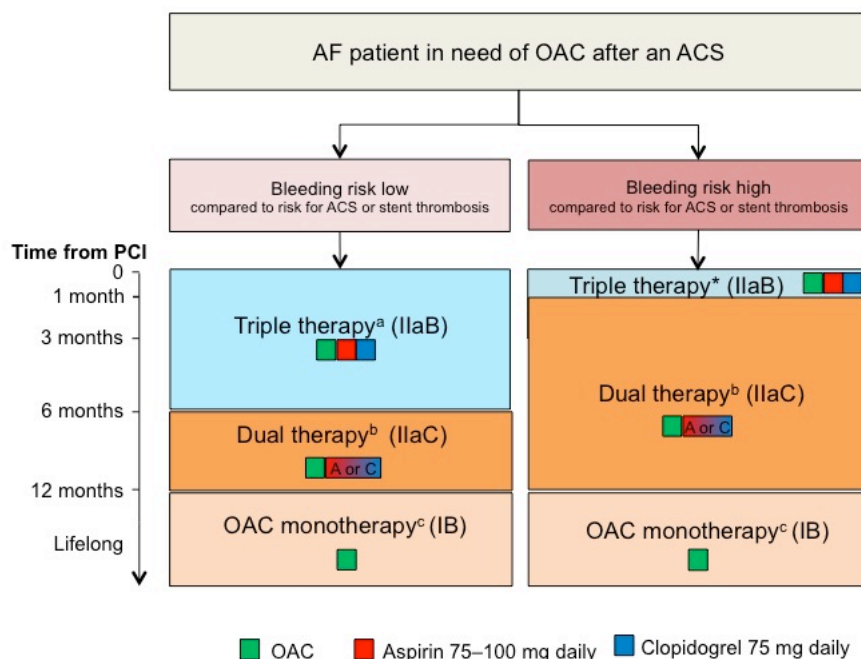 AF patient in need of OAC after an ACS
Bleeding risk low
compared to risk for ACS or stent thrombosis
Bleeding risk high
compared to risk for ACS or stent thrombosis
Time from PCI
0
1 month
3 months
6 months
12 months
Lifelong
Triple therapyᵃ (IIaB)
Dual therapyᵇ (IIaC)
A or C
OAC monotherapyᶜ (IB)
Triple therapy* (IIaB)
Dual therapyᵇ (IIaC)
A or C
OAC monotherapyᶜ (IB)
OAC
Aspirin 75–100 mg daily
Clopidogrel 75 mg daily